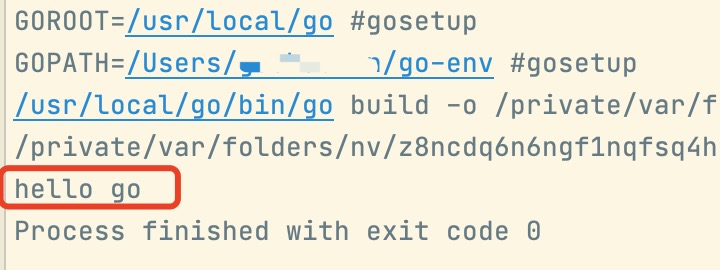 GOROOT=/usr/local/go #gosetup
GOPATH=/Users/ /go-env #gosetup
/usr/local/go/bin/go build -o /private/var/f
/private/var/folders/nv/z8ncdq6n6ngf1nqfsq4h
hello go
Process finished with exit code 0